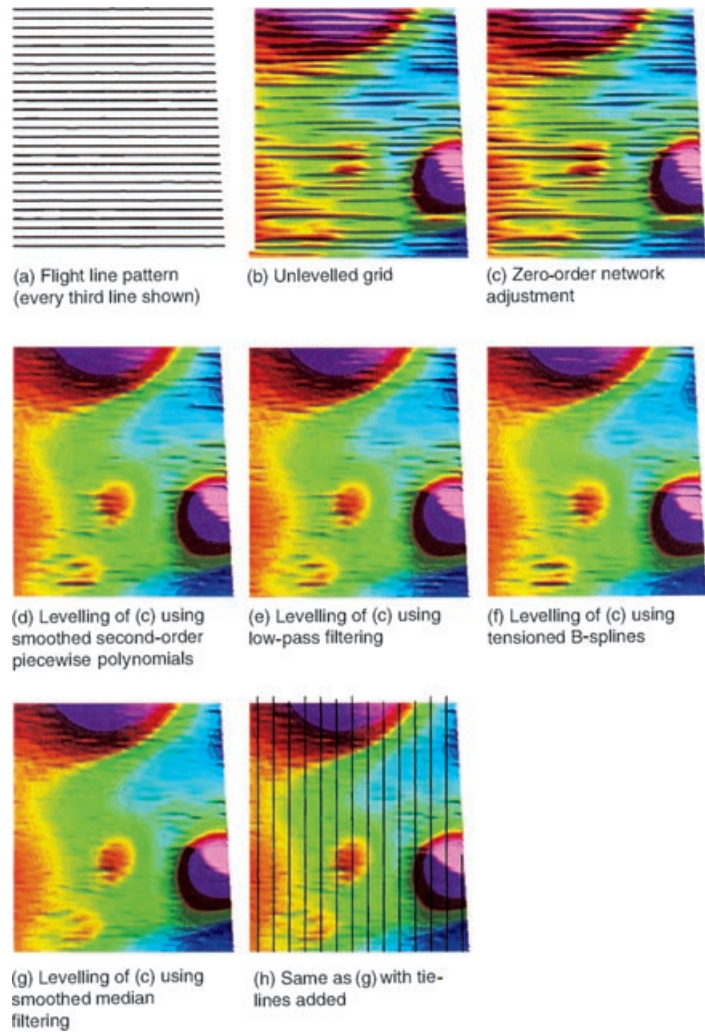 (a) Flight line pattern
(every third line shown)
(b) Unlevelled grid
(c) Zero-order network
adjustment
(d) Levelling of (c) using
smoothed second-order
piecewise polynomials
(e) Levelling of (c) using
low-pass filtering
(f) Levelling of (c) using
tensioned B-splines
(g) Levelling of (c) using
smoothed median
filtering
(h) Same as (g) with tie-
lines added